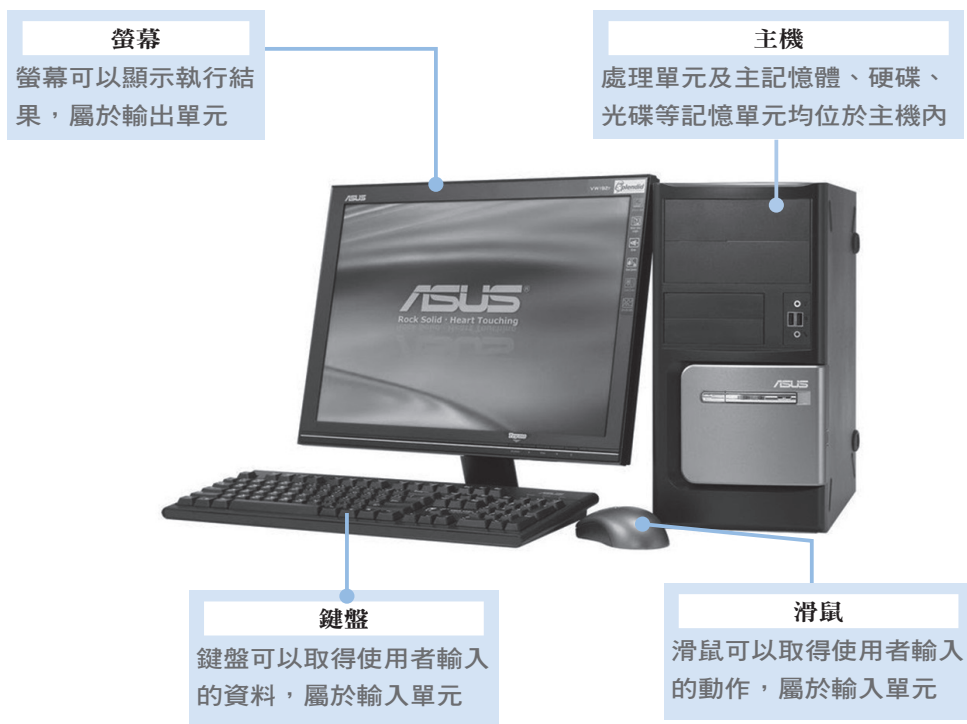 螢幕
螢幕可以顯示執行結
果，屬於輸出單元
主機
處理單元及主記憶體、硬碟、
光碟等記憶單元均位於主機內
ASUS
Splendid
ASUS
Rock Solid · Heart Touching
ASUS
鍵盤
鍵盤可以取得使用者輸入
的資料，屬於輸入單元
滑鼠
滑鼠可以取得使用者輸入
的動作，屬於輸入單元